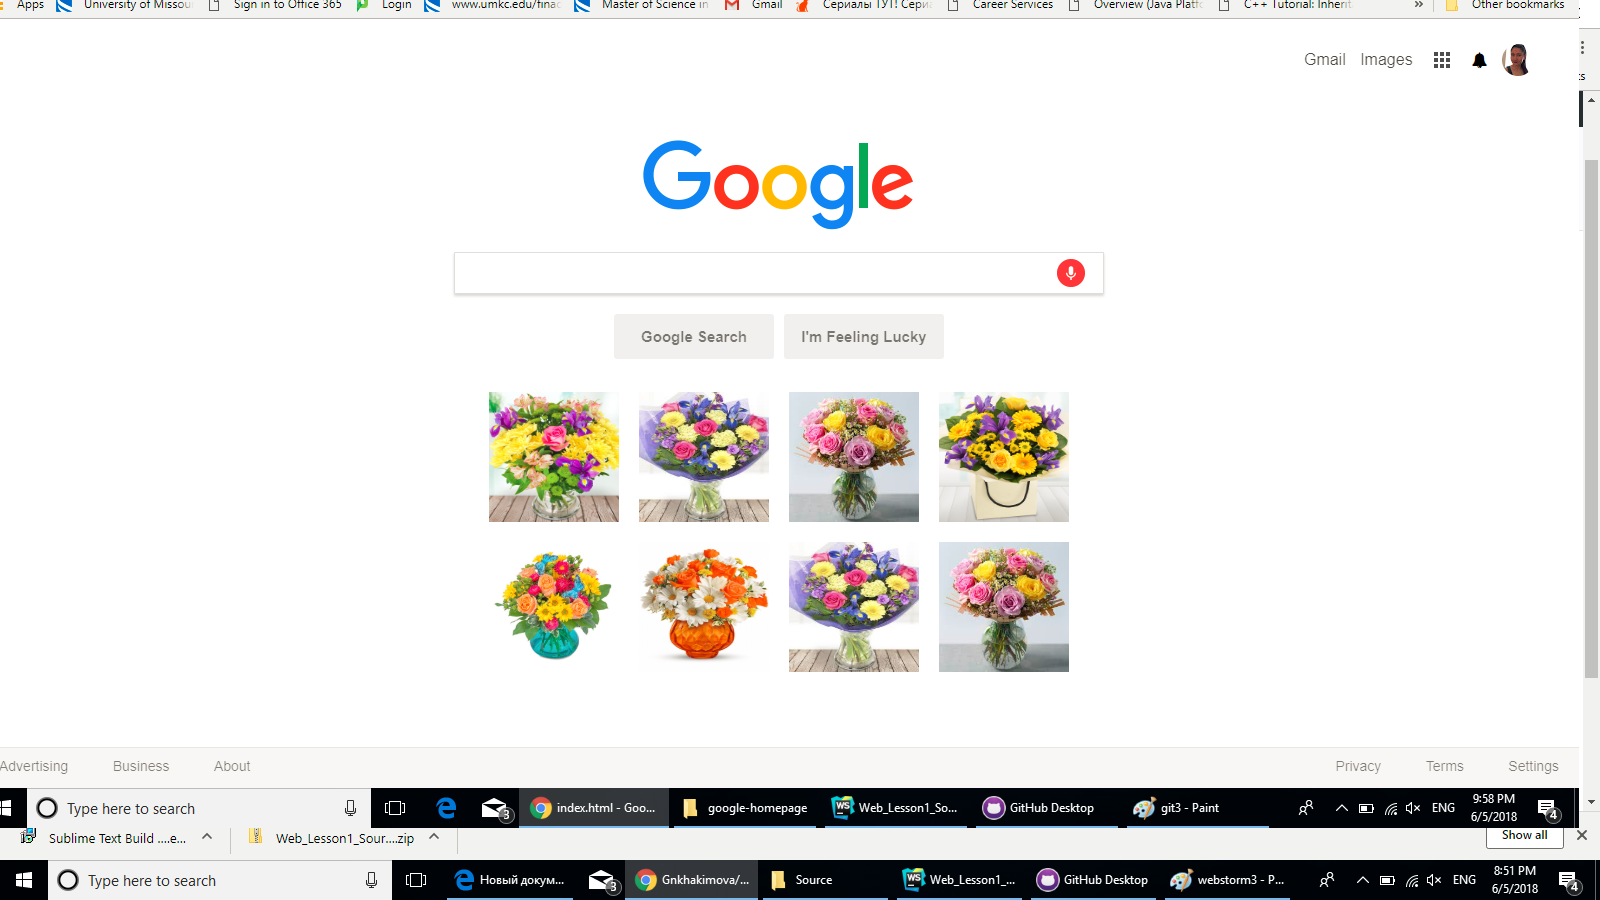 Apps University of Missou Sign in to Office 365 Login www.umkc.edu/finac Master of Science in Gmail Сериалы ТУТ! Сери Career Services Overview (Java Platfo C++ Tutorial: Inherit » Other bookmarks
Gmail Images
Google
Google Search I'm Feeling Lucky
Advertising Business About Privacy Terms Settings
Type here to search 3 index.html - Goo... google-homepage WS Web_Lesson1_So... GitHub Desktop git3 - Paint ENG 9:58 PM 4
6/5/2018
Sublime Text Build ....e... Web_Lesson1_Sour....zip Show all
Type here to search Новый докум... 3 Gnkhakimova/... Source WS Web_Lesson1_... GitHub Desktop webstorm3 - P... ENG 8:51 PM 4
6/5/2018